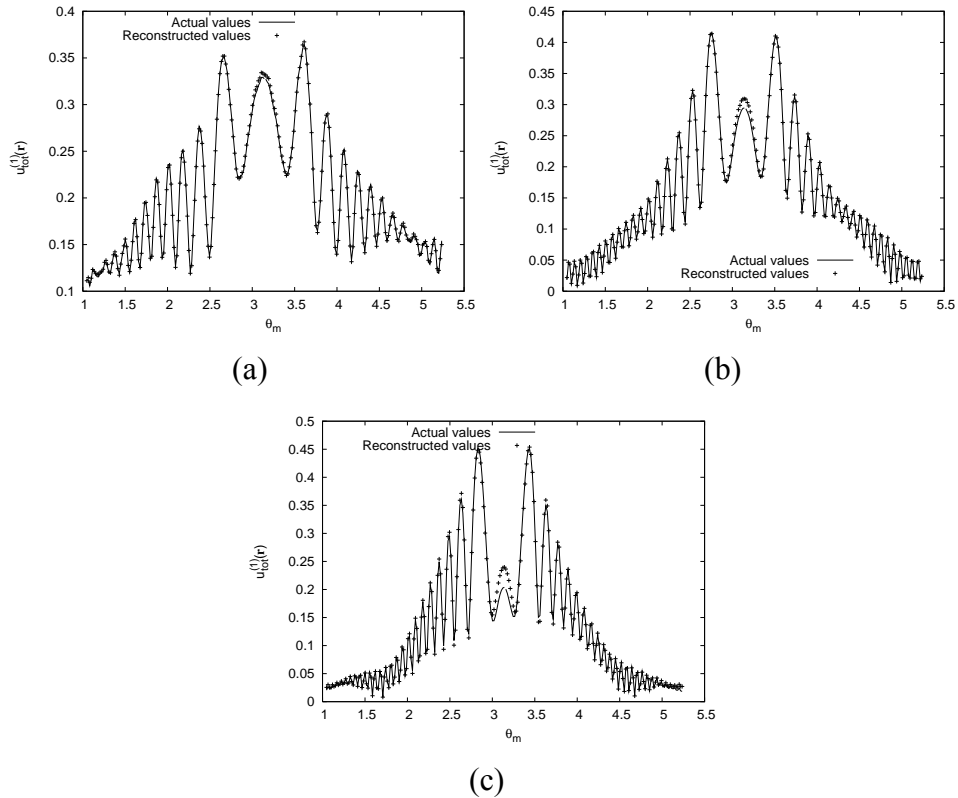 0.4
0.35
0.3
0.25
0.2
0.15
0.1
1 1.5 2 2.5 3 3.5 4 4.5 5 5.5
Actual values
Reconstructed values
u_tot^(1)(r)
θ_m
(a)
0.45
0.4
0.35
0.3
0.25
0.2
0.15
0.1
0.05
0
1 1.5 2 2.5 3 3.5 4 4.5 5 5.5
Actual values
Reconstructed values
u_tot^(1)(r)
θ_m
(b)
0.5
0.45
0.4
0.35
0.3
0.25
0.2
0.15
0.1
0.05
0
1 1.5 2 2.5 3 3.5 4 4.5 5 5.5
Actual values
Reconstructed values
u_tot^(1)(r)
θ_m
(c)